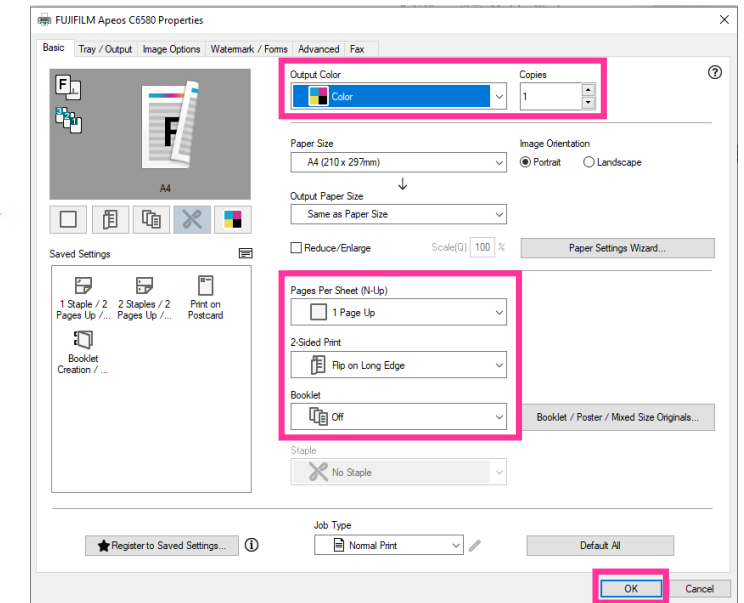 FUJIFILM Apeos C6580 Properties
Basic Tray / Output Image Options Watermark / Forms Advanced Fax
Output Color Copies
Color 1
Paper Size Image Orientation
A4 (210 x 297mm) Portrait Landscape
A4
Output Paper Size
Same as Paper Size
Saved Settings
Reduce/Enlarge Scale(Q) 100 % Paper Settings Wizard...
1 Staple / 2 Pages Up /...
2 Staples / 2 Pages Up /...
Print on Postcard
Booklet Creation / ...
Pages Per Sheet (N-Up)
1 Page Up
2-Sided Print
Flip on Long Edge
Booklet
Off Booklet / Poster / Mixed Size Originals...
Staple
No Staple
Job Type
Register to Saved Settings... Normal Print Default All
OK Cancel